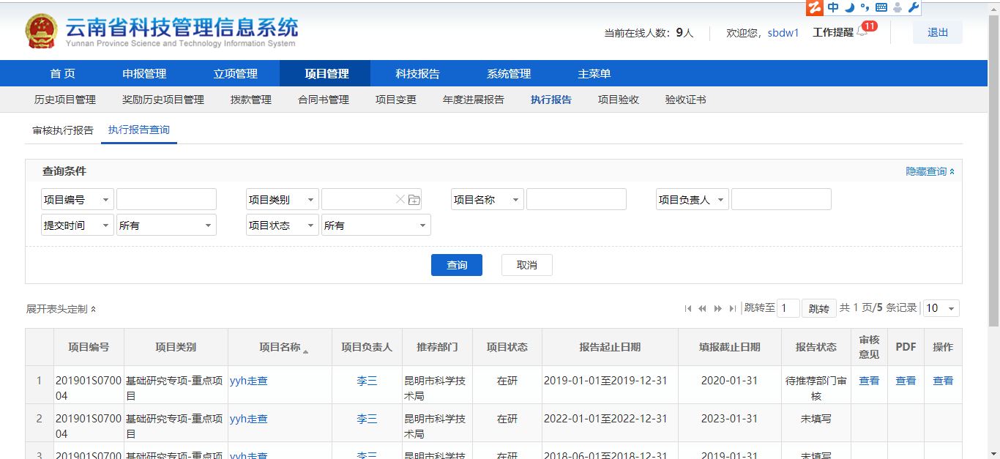 中
云南省科技管理信息系统
Yunnan Province Science and Technology Information System
当前在线人数：9人 欢迎您，sbdw1 工作提醒 11 退出
首 页 申报管理 立项管理 项目管理 科技报告 系统管理 主菜单
历史项目管理 奖励历史项目管理 拨款管理 合同书管理 项目变更 年度进展报告 执行报告 项目验收 验收证书
审核执行报告 执行报告查询
查询条件 隐藏查询
项目编号 项目类别 项目名称 项目负责人
提交时间 所有 项目状态 所有
查询 取消
展开表头定制 跳转至 1 跳转 共 1 页/5 条记录 10
项目编号 项目类别 项目名称 项目负责人 推荐部门 项目状态 报告起止日期 填报截止日期 报告状态 审核意见 PDF 操作
1 201901S070004 基础研究专项-重点项目 yyh走查 李三 昆明市科学技术局 在研 2019-01-01至2019-12-31 2020-01-31 待推荐部门审核 查看 查看 查看
2 201901S070004 基础研究专项-重点项目 yyh走查 李三 昆明市科学技术局 在研 2022-01-01至2022-12-31 2023-01-31 未填写
3 201901S0700 基础研究专项-重点项 yyh走查 李三 昆明市科学技 在研 2018-06-01至2018-12-31 2019-01-31 未填写